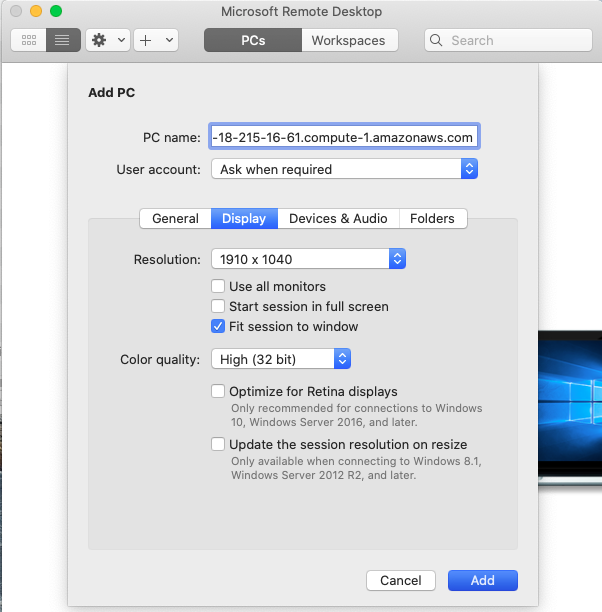 Microsoft Remote Desktop
PCs
Workspaces
Search
Add PC
PC name: -18-215-16-61.compute-1.amazonaws.com
User account: Ask when required
General Display Devices & Audio Folders
Resolution: 1910 x 1040
Use all monitors
Start session in full screen
Fit session to window
Color quality: High (32 bit)
Optimize for Retina displays
Only recommended for connections to Windows
10, Windows Server 2016, and later.
Update the session resolution on resize
Only available when connecting to Windows 8.1,
Windows Server 2012 R2, and later.
Cancel Add